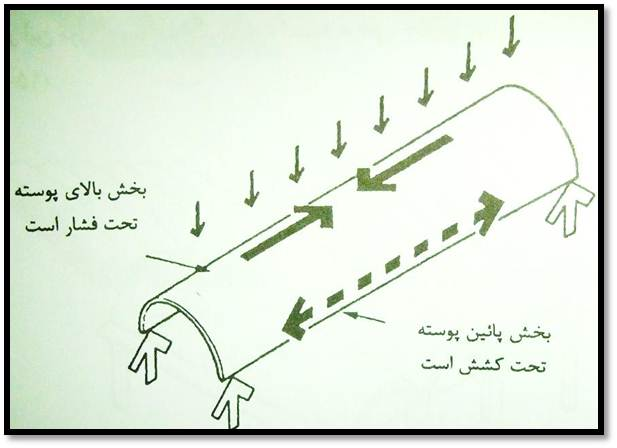 بخش بالای پوسته
تحت فشار است
بخش پائین پوسته
تحت کشش است